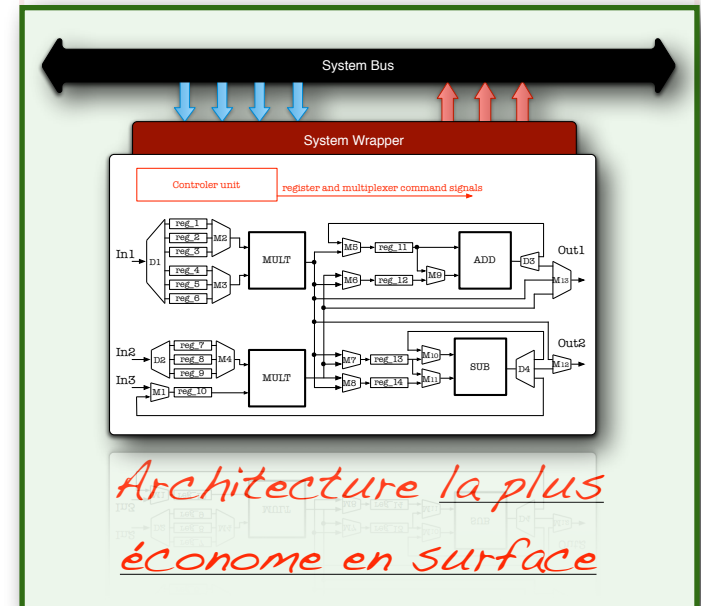 System Bus
System Wrapper
Controler unit
register and multiplexer command signals
In1
D1
reg_1
reg_2
reg_3
reg_4
reg_5
reg_6
M2
M3
MULT
M5
reg_11
M6
reg_12
M9
ADD
D3
Out1
M13
In2
D2
reg_7
reg_8
reg_9
M4
In3
M1
reg_10
MULT
M7
reg_13
M8
reg_14
M10
M11
SUB
D4
Out2
M12
Architecture la plus
économe en surface